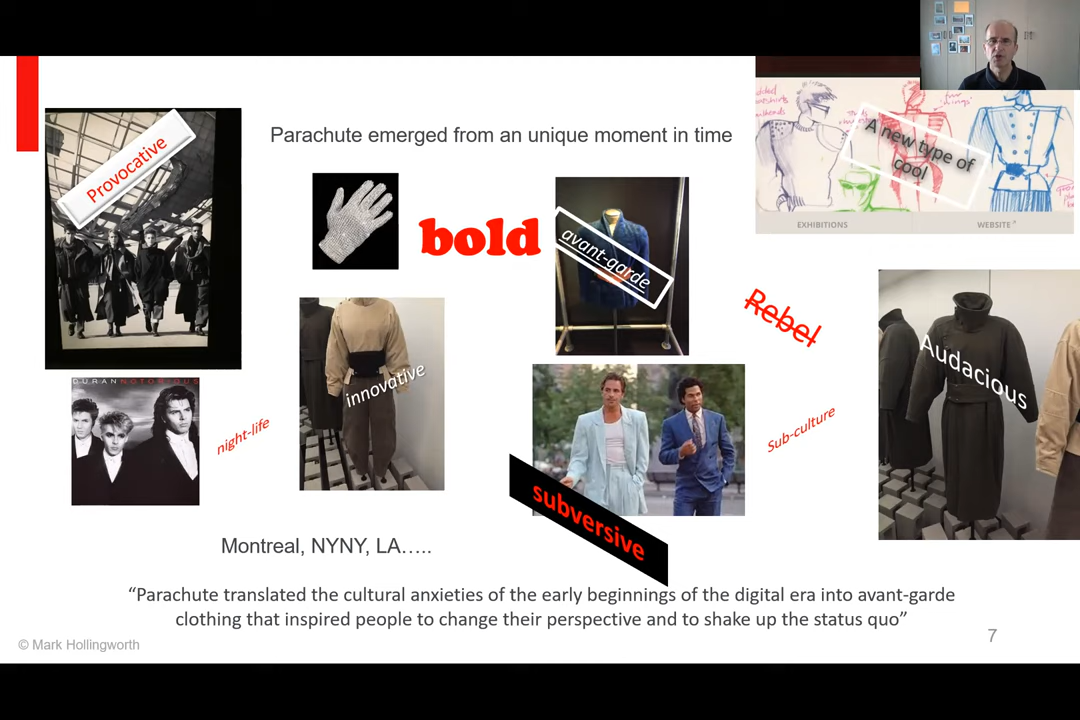 Parachute emerged from an unique moment in time
Provocative
bold
avant-garde
A new type of
cool
EXHIBITIONS
WEBSITE
Rebel
innovative
Audacious
DURAN NOTORIOUS
night-life
Sub-culture
subversive
Montreal, NYNY, LA.....
“Parachute translated the cultural anxieties of the early beginnings of the digital era into avant-garde
clothing that inspired people to change their perspective and to shake up the status quo”
© Mark Hollingworth
7